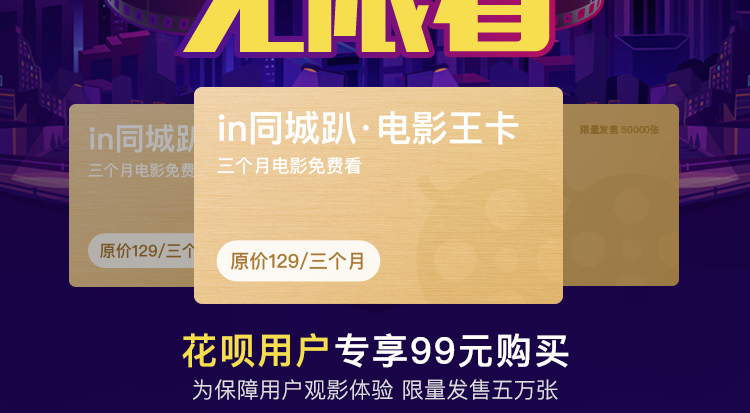 无限看
in同城趴·电影王卡
三个月电影免费看
原价129/三个月
in同城趴
三个月电影免费
原价129/三个
限量发售 50000张
花呗用户专享99元购买
为保障用户观影体验 限量发售五万张